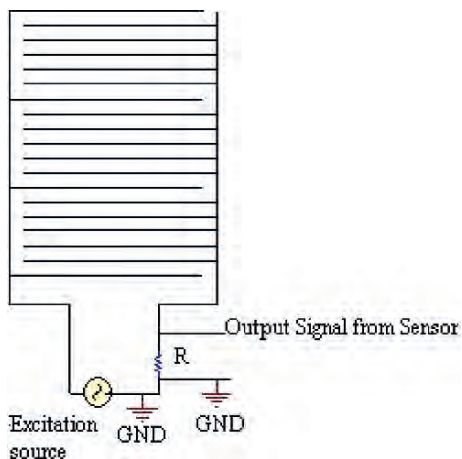 Output Signal from Sensor
R
GND
GND
Excitation
source